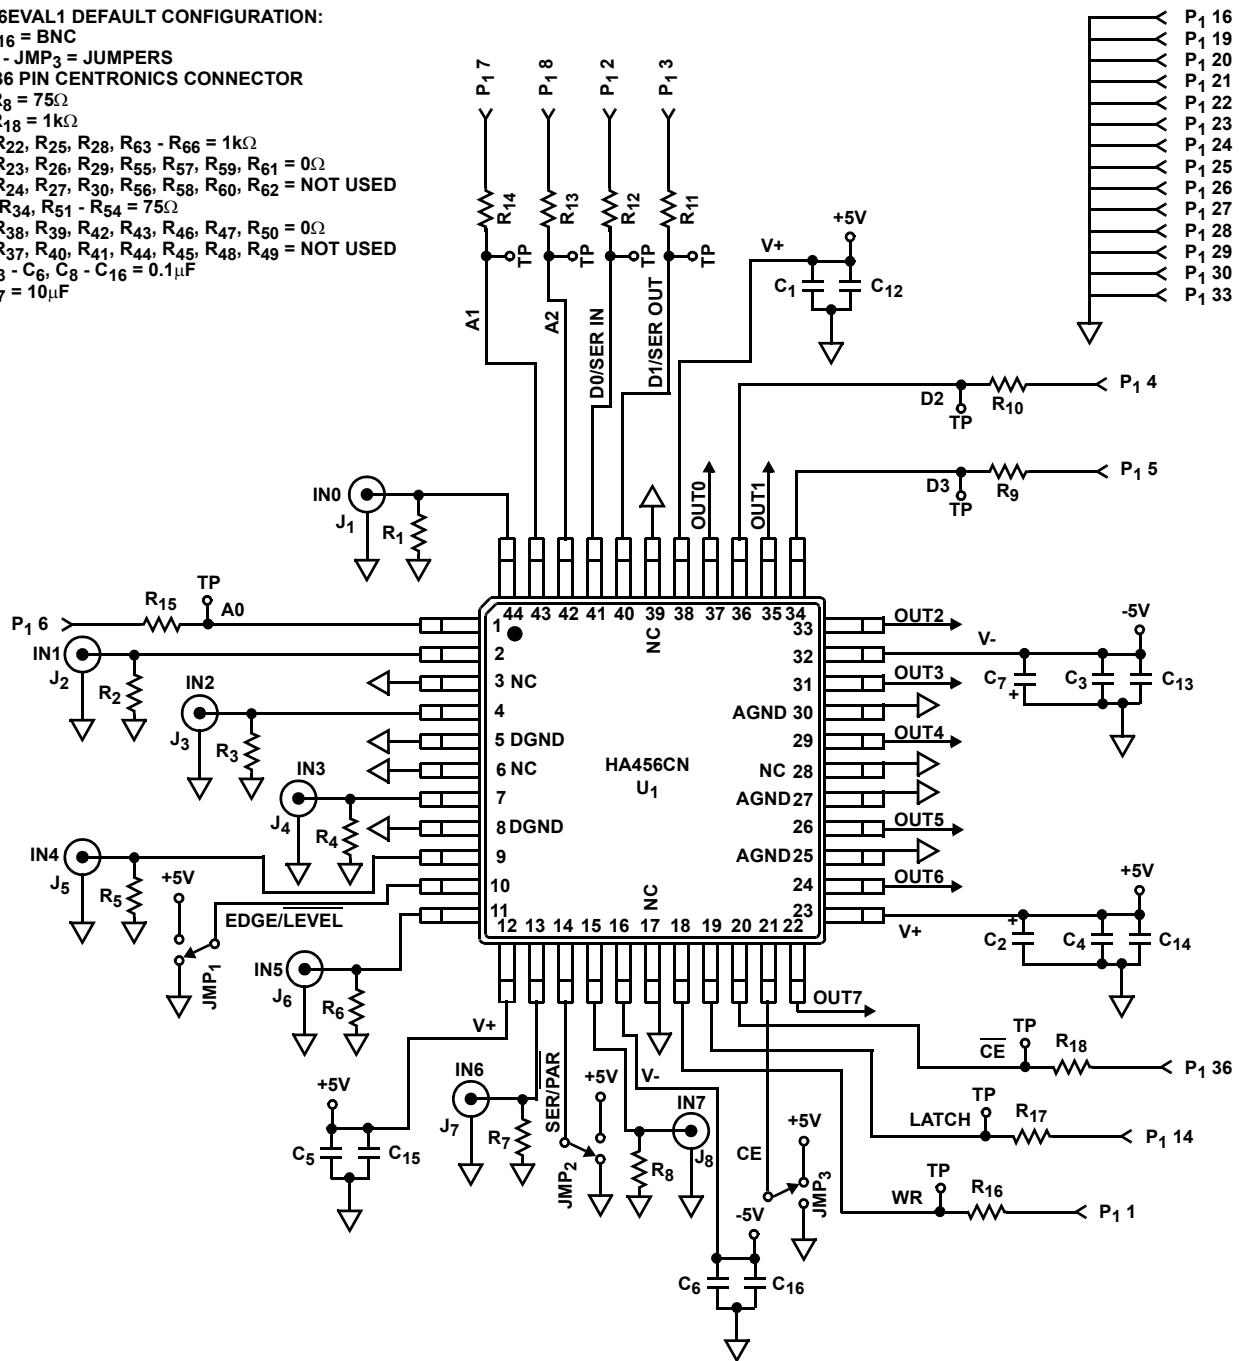 6EVAL1 DEFAULT CONFIGURATION:
16 = BNC
- JMP3 = JUMPERS
36 PIN CENTRONICS CONNECTOR
R8 = 75Ω
R18 = 1kΩ
R22, R25, R28, R63 - R66 = 1kΩ
R23, R26, R29, R55, R57, R59, R61 = 0Ω
R24, R27, R30, R56, R58, R60, R62 = NOT USED
R34, R51 - R54 = 75Ω
R38, R39, R42, R43, R46, R47, R50 = 0Ω
R37, R40, R41, R44, R45, R48, R49 = NOT USED
3 - C6, C8 - C16 = 0.1μF
7 = 10μF
P1 7
P1 8
P1 2
P1 3
R14
R13
R12
R11
TP
TP
TP
TP
A1
A2
D0/SER IN
D1/SER OUT
P1 16
P1 19
P1 20
P1 21
P1 22
P1 23
P1 24
P1 25
P1 26
P1 27
P1 28
P1 29
P1 30
P1 33
+5V
V+
C1
C12
D2
TP
R10
P1 4
D3
TP
R9
P1 5
OUT0
OUT1
IN0
J1
R1
P1 6
R15
TP
A0
IN1
J2
R2
IN2
J3
R3
IN3
J4
R4
IN4
J5
R5
+5V
EDGE/LEVEL
JMP1
IN5
J6
R6
44 43 42 41 40 39 38 37 36 35 34
NC
1
2
3 NC
4
5 DGND
6 NC
7
8 DGND
9
10
11
HA456CN
U1
33
32
31
AGND 30
29
NC 28
AGND 27
26
AGND 25
24
23
NC
12 13 14 15 16 17 18 19 20 21 22
OUT2
V-
-5V
C7
+
C3
C13
OUT3
OUT4
OUT5
OUT6
V+
+5V
+
C2
C4
C14
OUT7
V+
+5V
C5
C15
IN6
J7
R7
SER/PAR
JMP2
+5V
V-
IN7
J8
R8
CE
+5V
JMP3
-5V
C6
C16
CE
TP
R18
P1 36
LATCH
TP
R17
P1 14
WR
TP
R16
P1 1